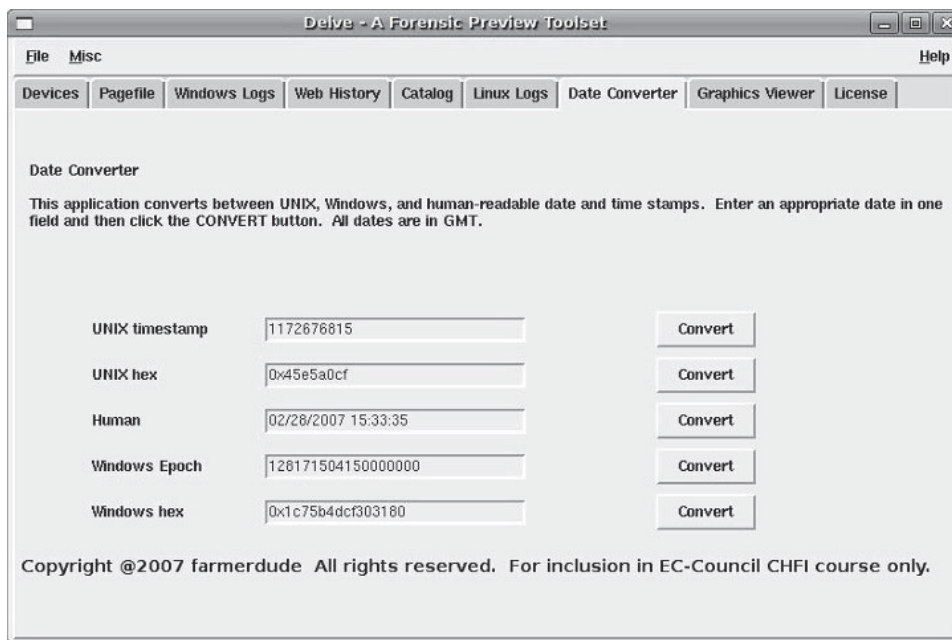 Delve - A Forensic Preview Toolset
File Misc Help
Devices Pagefile Windows Logs Web History Catalog Linux Logs Date Converter Graphics Viewer License
Date Converter
This application converts between UNIX, Windows, and human-readable date and time stamps. Enter an appropriate date in one
field and then click the CONVERT button. All dates are in GMT.
UNIX timestamp 1172676815 Convert
UNIX hex 0x45e5a0cf Convert
Human 02/28/2007 15:33:35 Convert
Windows Epoch 128171504150000000 Convert
Windows hex 0x1c75b4dcf303180 Convert
Copyright @2007 farmerdude All rights reserved. For inclusion in EC-Council CHFI course only.